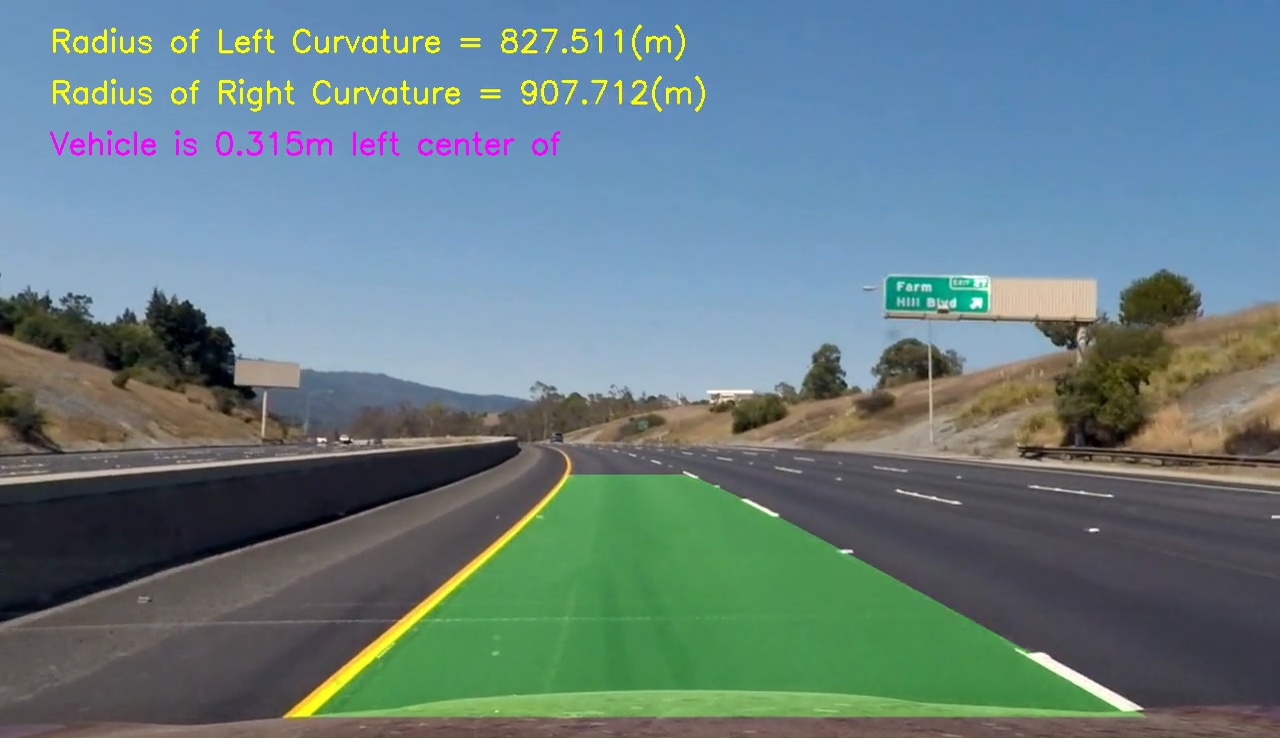 Radius of Left Curvature = 827.511(m)
Radius of Right Curvature = 907.712(m)
Vehicle is 0.315m left center of
EXIT
Farm
Hill Blvd